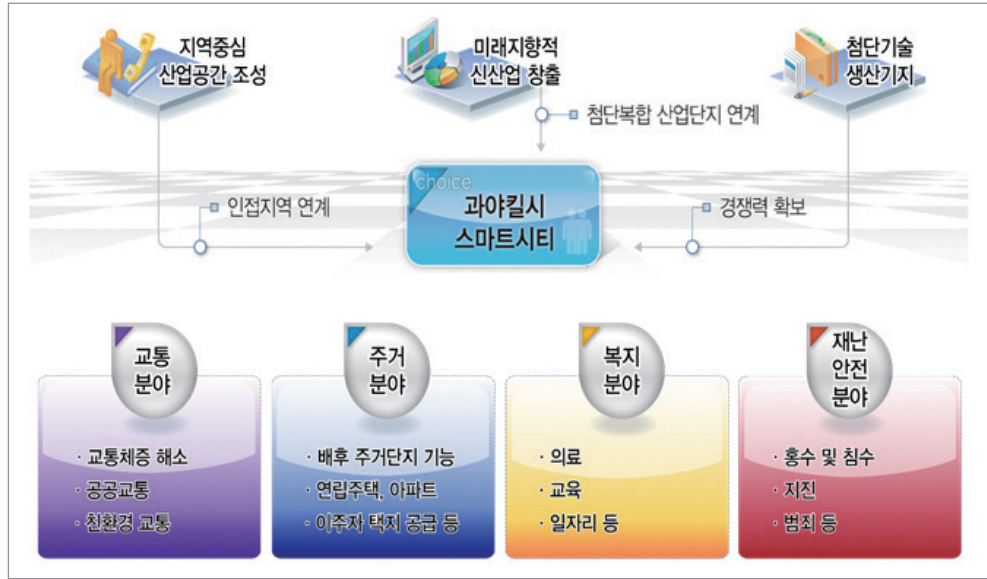 지역중심
산업공간 조성
미래지향적
신산업 창출
첨단기술
생산기지
첨단복합 산업단지 연계
choice
과야킬시
스마트시티
인접지역 연계
경쟁력 확보
교통
분야
· 교통체증 해소
· 공공교통
· 친환경 교통
주거
분야
· 배후 주거단지 기능
· 연립주택, 아파트
· 이주자 택지 공급 등
복지
분야
· 의료
· 교육
· 일자리 등
재난
안전
분야
· 홍수 및 침수
· 지진
· 범죄 등